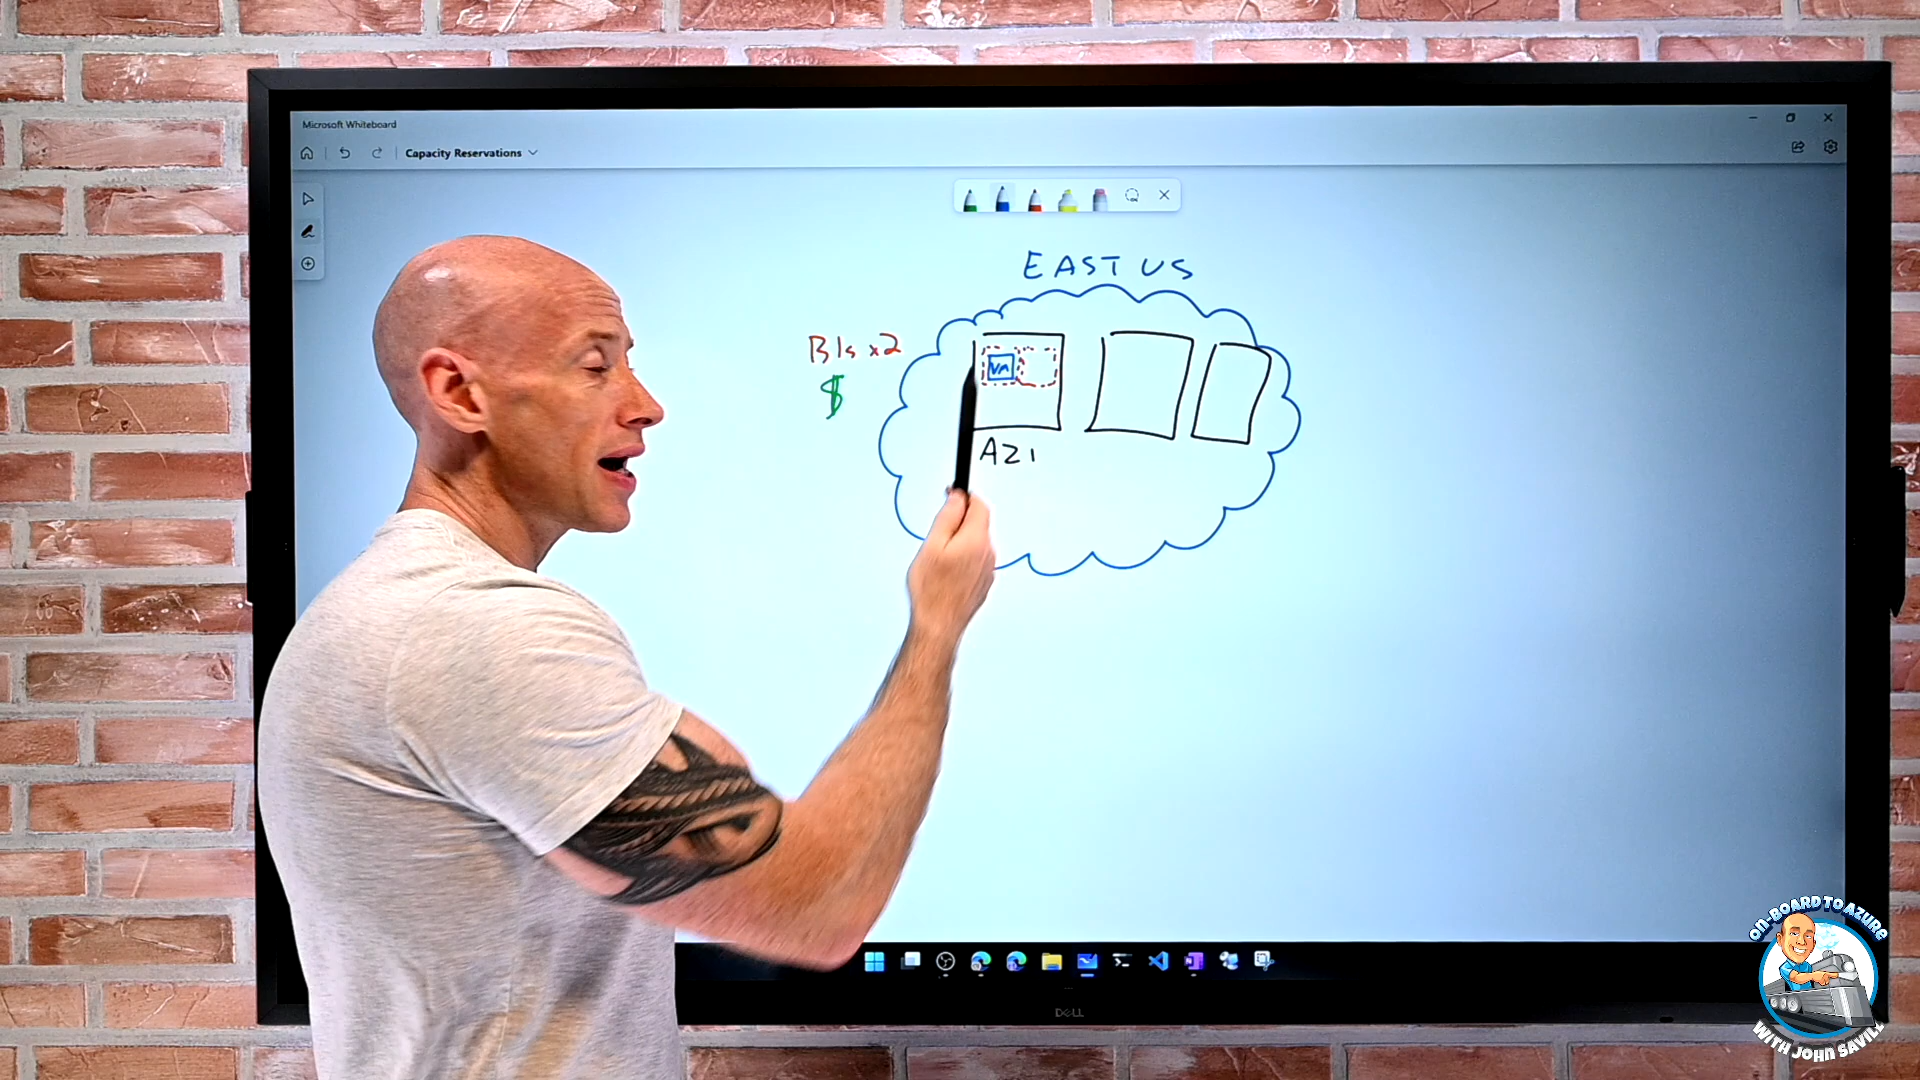 Microsoft Whiteboard
Capacity Reservations
EAST US
B1s x2
$
VM
AZ1
DELL
ON-BOARD TO AZURE
WITH JOHN SAVILL